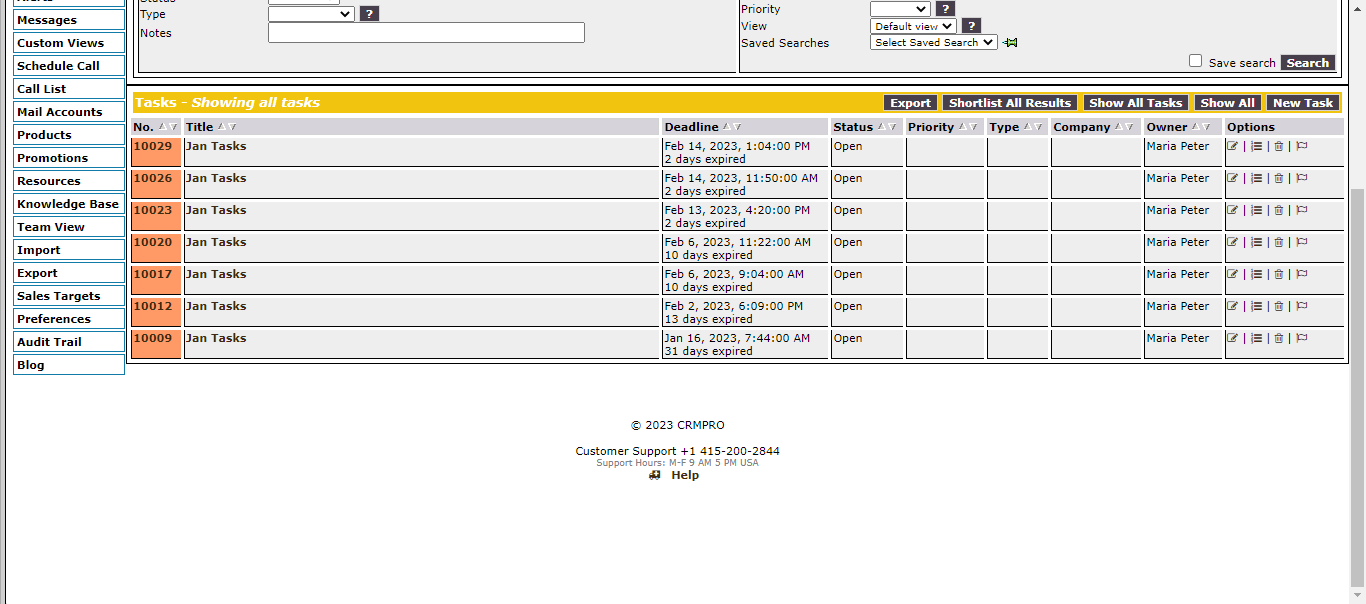 Alerts
Messages
Custom Views
Schedule Call
Call List
Mail Accounts
Products
Promotions
Resources
Knowledge Base
Team View
Import
Export
Sales Targets
Preferences
Audit Trail
Blog
Status
Type ?
Notes
Priority ?
View Default view ?
Saved Searches Select Saved Search
Save search Search
Tasks - Showing all tasks Export Shortlist All Results Show All Tasks Show All New Task
No. Title Deadline Status Priority Type Company Owner Options
10029 Jan Tasks Feb 14, 2023, 1:04:00 PM Open Maria Peter | | |
2 days expired
10026 Jan Tasks Feb 14, 2023, 11:50:00 AM Open Maria Peter | | |
2 days expired
10023 Jan Tasks Feb 13, 2023, 4:20:00 PM Open Maria Peter | | |
2 days expired
10020 Jan Tasks Feb 6, 2023, 11:22:00 AM Open Maria Peter | | |
10 days expired
10017 Jan Tasks Feb 6, 2023, 9:04:00 AM Open Maria Peter | | |
10 days expired
10012 Jan Tasks Feb 2, 2023, 6:09:00 PM Open Maria Peter | | |
13 days expired
10009 Jan Tasks Jan 16, 2023, 7:44:00 AM Open Maria Peter | | |
31 days expired
© 2023 CRMPRO
Customer Support +1 415-200-2844
Support Hours: M-F 9 AM 5 PM USA
Help